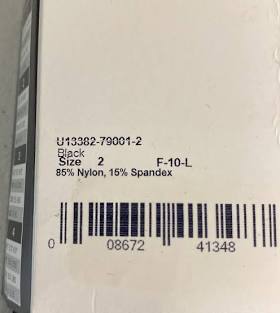 U13382-79001-2
Black
Size 2 F-10-L
85% Nylon, 15% Spandex
0 08672 41348